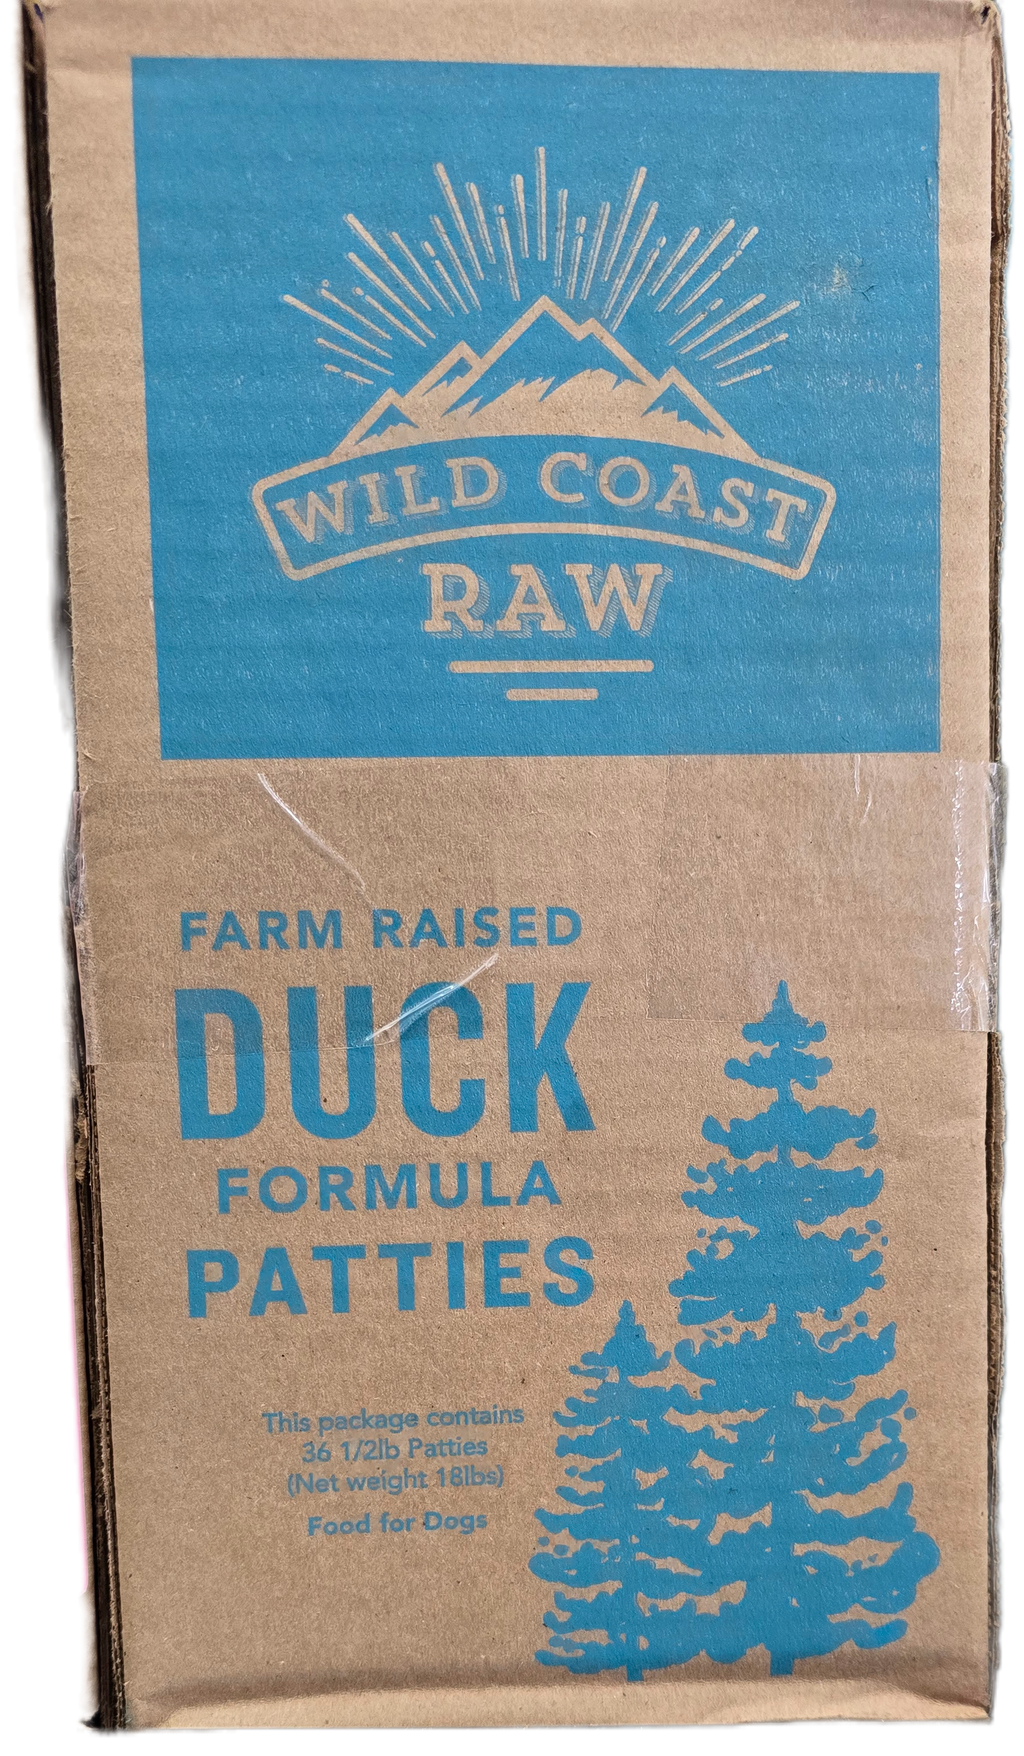 WILD COAST
RAW
FARM RAISED
DUCK
FORMULA
PATTIES
This package contains
36 1/2lb Patties
(Net weight 18lbs)
Food for Dogs